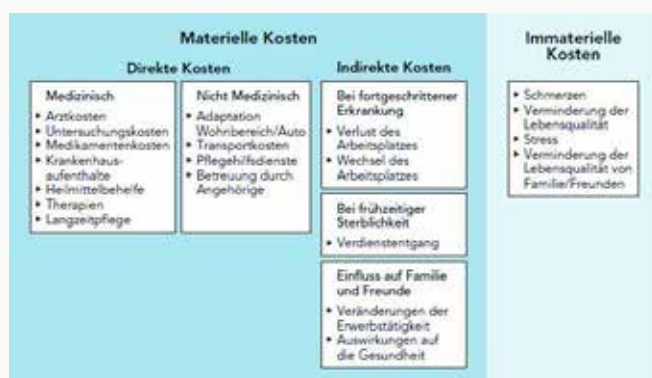 Materielle Kosten
Direkte Kosten
Medizinisch
• Arztkosten
• Untersuchungskosten
• Medikamentenkosten
• Krankenhaus-
aufenthalte
• Heilmittelbehelfe
• Therapien
• Langzeitpflege
Nicht Medizinisch
• Adaptation
Wohnbereich/Auto
• Transportkosten
• Pflegehilfsdienste
• Betreuung durch
Angehörige
Indirekte Kosten
Bei fortgeschrittener
Erkrankung
• Verlust des
Arbeitsplatzes
• Wechsel des
Arbeitsplatzes
Bei frühzeitiger
Sterblichkeit
• Verdienstentgang
Einfluss auf Familie
und Freunde
• Veränderungen der
Erwerbstätigkeit
• Auswirkungen auf
die Gesundheit
Immaterielle
Kosten
• Schmerzen
• Verminderung der
Lebensqualität
• Stress
• Verminderung der
Lebensqualität von
Familie/Freunden